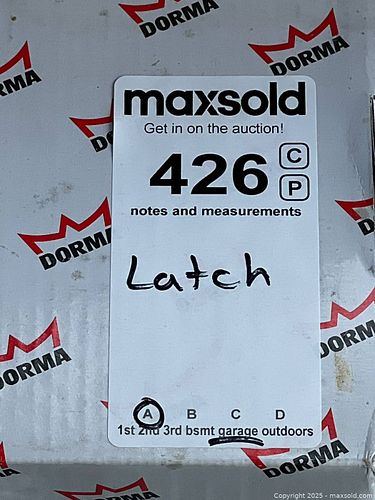 DORMA
DORMA
DORMA
DORMA
maxsold
Get in on the auction!
426
C
P
notes and measurements
DORMA
Latch
DORMA
DORMA
A B C D
1st 2nd 3rd bsmt garage outdoors
DORMA
DORMA
Copyright 2025 - maxsold.com